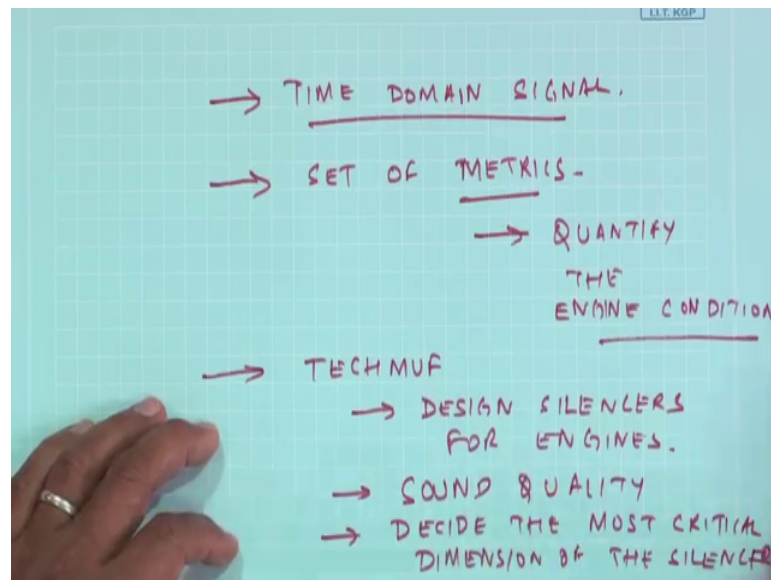 I.I.T. KGP
→ TIME DOMAIN SIGNAL.
→ SET OF METRICS-
→ QUANTIFY
THE
ENGINE CONDITION
→ TECHMUF
→ DESIGN SILENCERS
FOR ENGINES.
→ SOUND QUALITY
→ DECIDE THE MOST CRITICAL
DIMENSION OF THE SILENCER